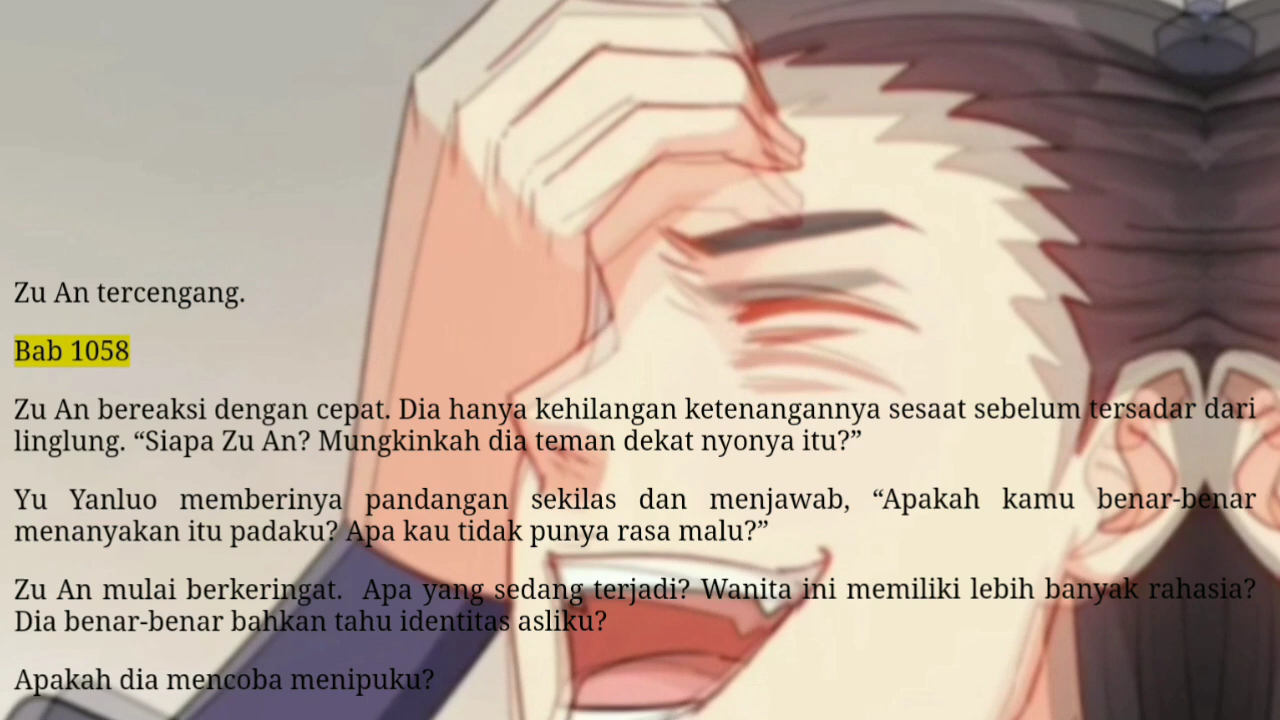 Zu An tercengang.
Bab 1058
Zu An bereaksi dengan cepat. Dia hanya kehilangan ketenangannya sesaat sebelum tersadar dari
linglung. “Siapa Zu An? Mungkinkah dia teman dekat nyonya itu?”
Yu Yanluo memberinya pandangan sekilas dan menjawab, “Apakah kamu benar-benar
menanyakan itu padaku? Apa kau tidak punya rasa malu?”
Zu An mulai berkeringat.  Apa yang sedang terjadi? Wanita ini memiliki lebih banyak rahasia?
Dia benar-benar bahkan tahu identitas asliku?
Apakah dia mencoba menipuku?